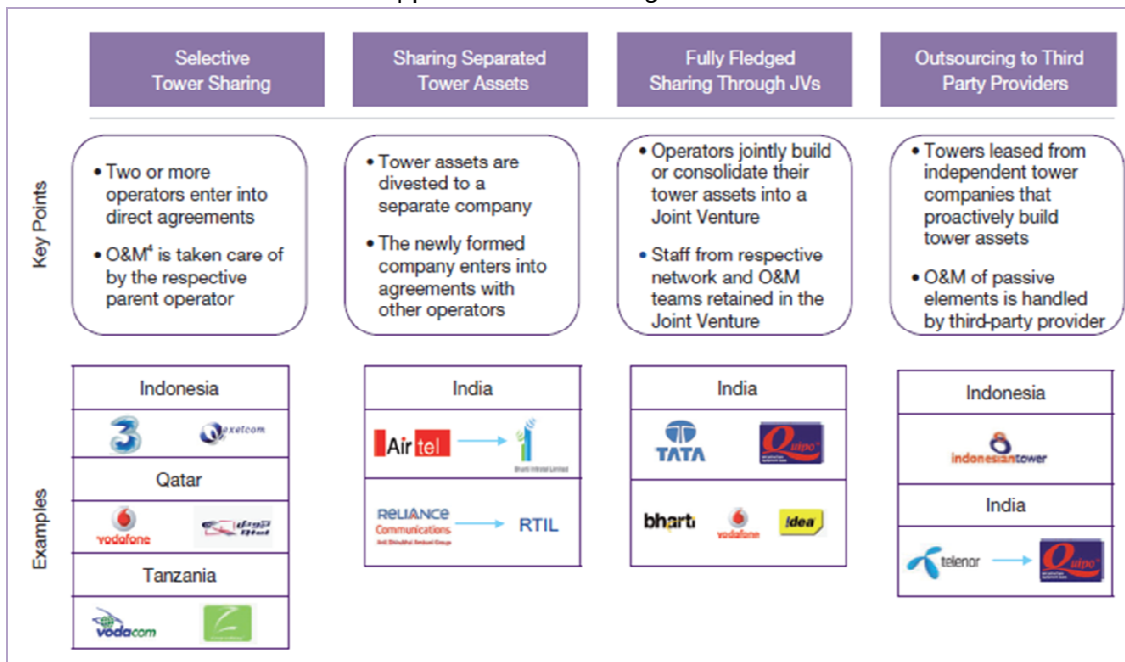 Selective
Tower Sharing
Sharing Separated
Tower Assets
Fully Fledged
Sharing Through JVs
Outsourcing to Third
Party Providers
Key Points
• Two or more
operators enter into
direct agreements
• O&M⁴ is taken care of
by the respective
parent operator
• Tower assets are
divested to a
separate company
• The newly formed
company enters into
agreements with
other operators
• Operators jointly build
or consolidate their
tower assets into a
Joint Venture
• Staff from respective
network and O&M
teams retained in the
Joint Venture
• Towers leased from
independent tower
companies that
proactively build
tower assets
• O&M of passive
elements is handled
by third-party provider
Examples
Indonesia
3
axelcom
Qatar
vodafone
Tanzania
vodacom
India
Airtel
RELIANCE
Communications
RTIL
India
TATA
Quipo
bharti
vodafone
!dea
Indonesia
indonesiantower
India
telenor
Quipo